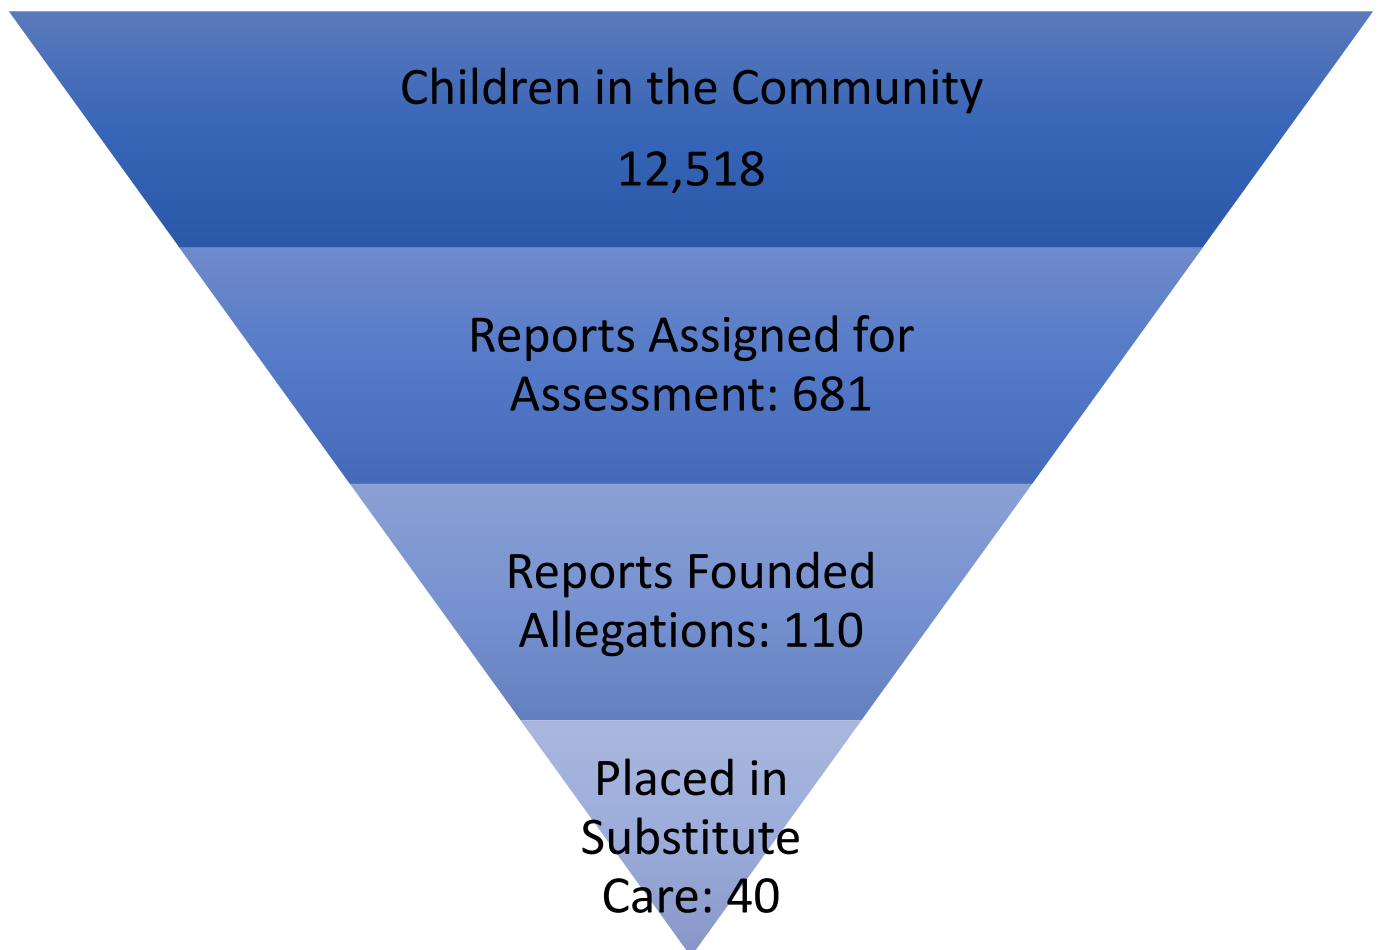 Children in the Community
12,518
Reports Assigned for
Assessment: 681
Reports Founded
Allegations: 110
Placed in
Substitute
Care: 40